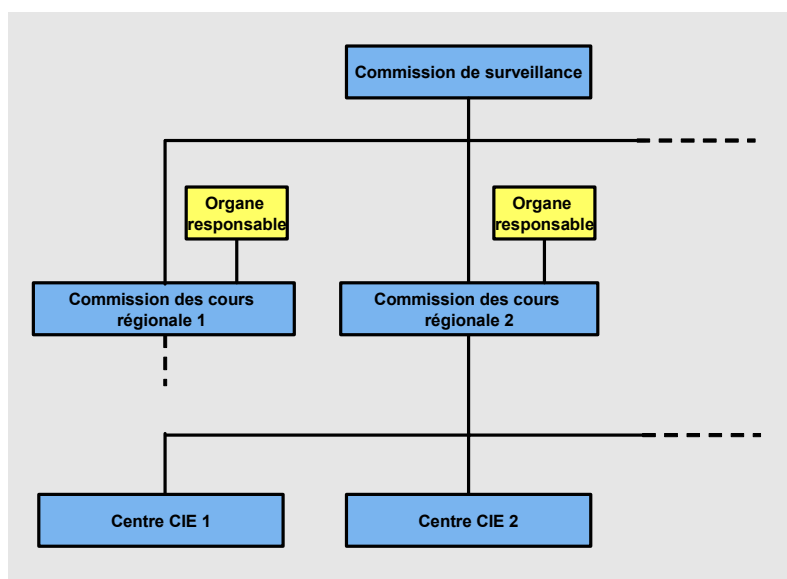 Commission de surveillance
Organe
responsable
Organe
responsable
Commission des cours
régionale 1
Commission des cours
régionale 2
Centre CIE 1
Centre CIE 2